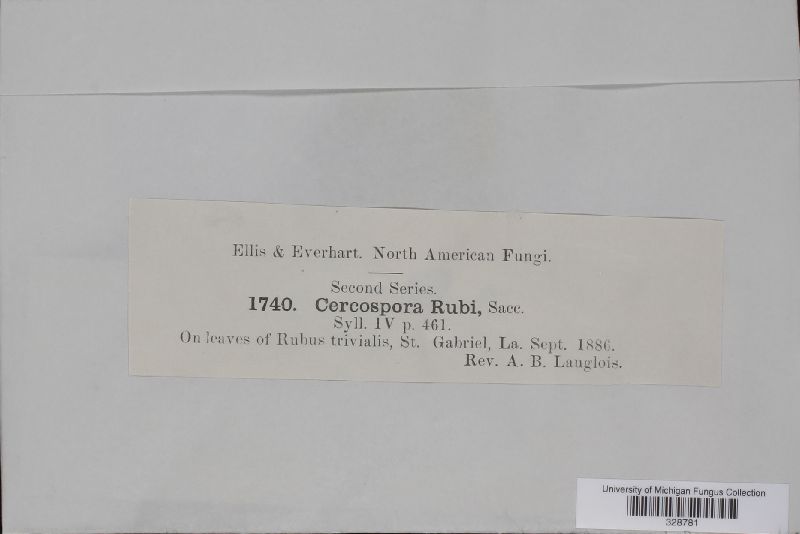 Ellis & Everhart. North American Fungi.
Second Series.
1740. Cercospora Rubi, Sacc.
Syll. IV p. 461.
On leaves of Rubus trivialis, St. Gabriel, La. Sept. 1886.
Rev. A. B. Langlois.
University of Michigan Fungus Collection
328781